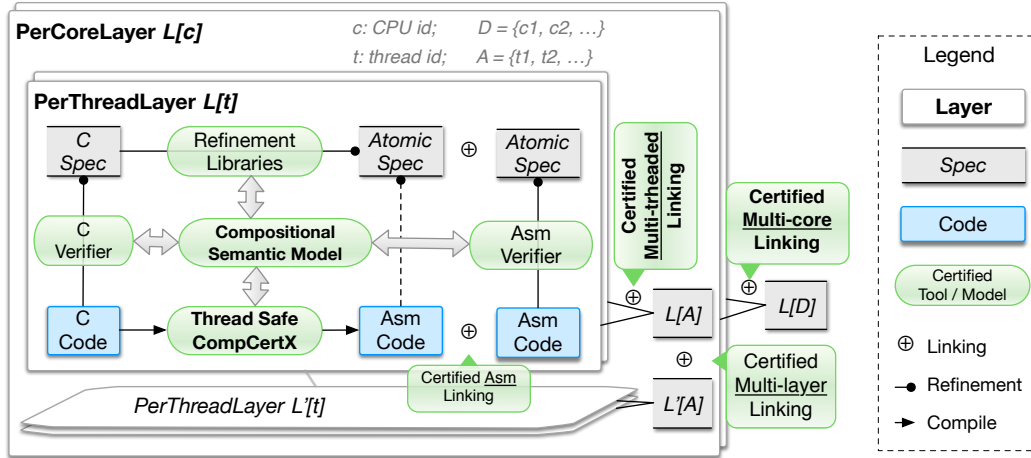 PerCoreLayer L[c]
c: CPU id; D = {c1, c2, …}
t: thread id; A = {t1, t2, …}
PerThreadLayer L[t]
C
Spec
Refinement
Libraries
Atomic
Spec
⊕
Atomic
Spec
C
Verifier
Compositional
Semantic Model
Asm
Verifier
C
Code
Thread Safe
CompCertX
Asm
Code
⊕
Asm
Code
Certified Asm
Linking
PerThreadLayer L'[t]
Certified
Multi-trheaded
Linking
⊕
L[A]
⊕
L'[A]
Certified
Multi-core
Linking
⊕
L[D]
Certified
Multi-layer
Linking
Legend
Layer
Spec
Code
Certified
Tool / Model
⊕ Linking
Refinement
Compile